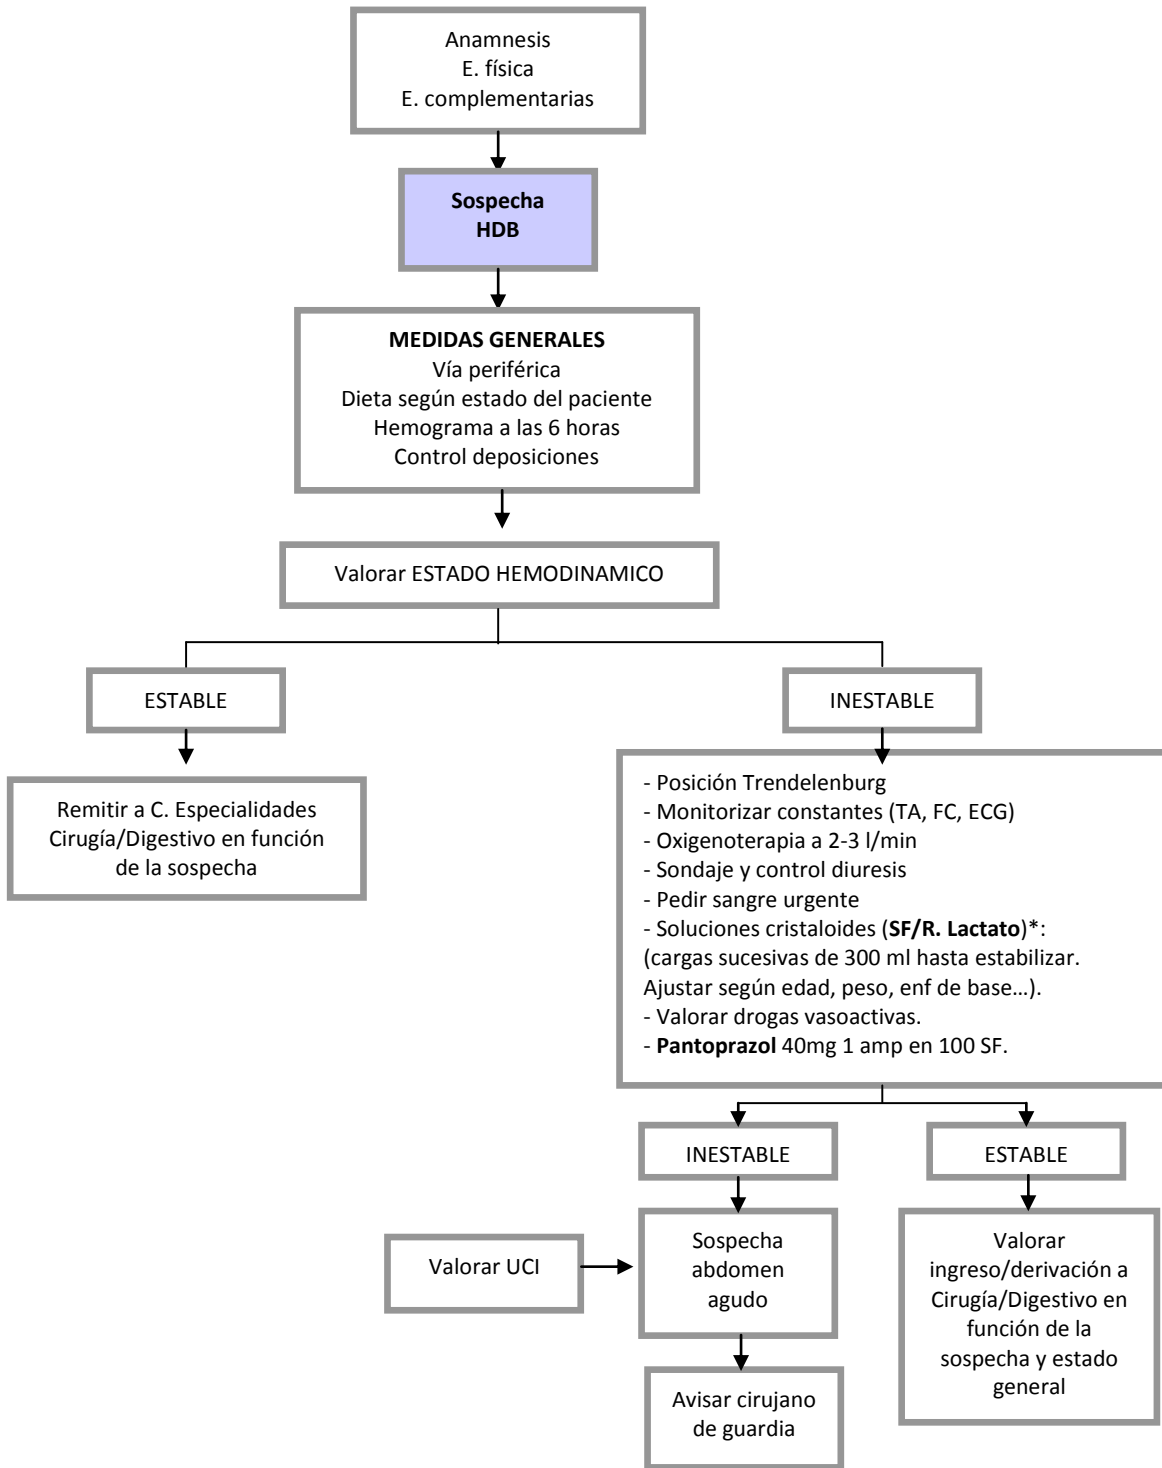 Anamnesis
E. física
E. complementarias
Sospecha
HDB
MEDIDAS GENERALES
Vía periférica
Dieta según estado del paciente
Hemograma a las 6 horas
Control deposiciones
Valorar ESTADO HEMODINAMICO
ESTABLE
INESTABLE
Remitir a C. Especialidades
Cirugía/Digestivo en función
de la sospecha
- Posición Trendelenburg
- Monitorizar constantes (TA, FC, ECG)
- Oxigenoterapia a 2-3 l/min
- Sondaje y control diuresis
- Pedir sangre urgente
- Soluciones cristaloides (SF/R. Lactato)*:
(cargas sucesivas de 300 ml hasta estabilizar.
Ajustar según edad, peso, enf de base...).
- Valorar drogas vasoactivas.
- Pantoprazol 40mg 1 amp en 100 SF.
INESTABLE
ESTABLE
Valorar UCI
Sospecha
abdomen
agudo
Valorar
ingreso/derivación a
Cirugía/Digestivo en
función de la
sospecha y estado
general
Avisar cirujano
de guardia